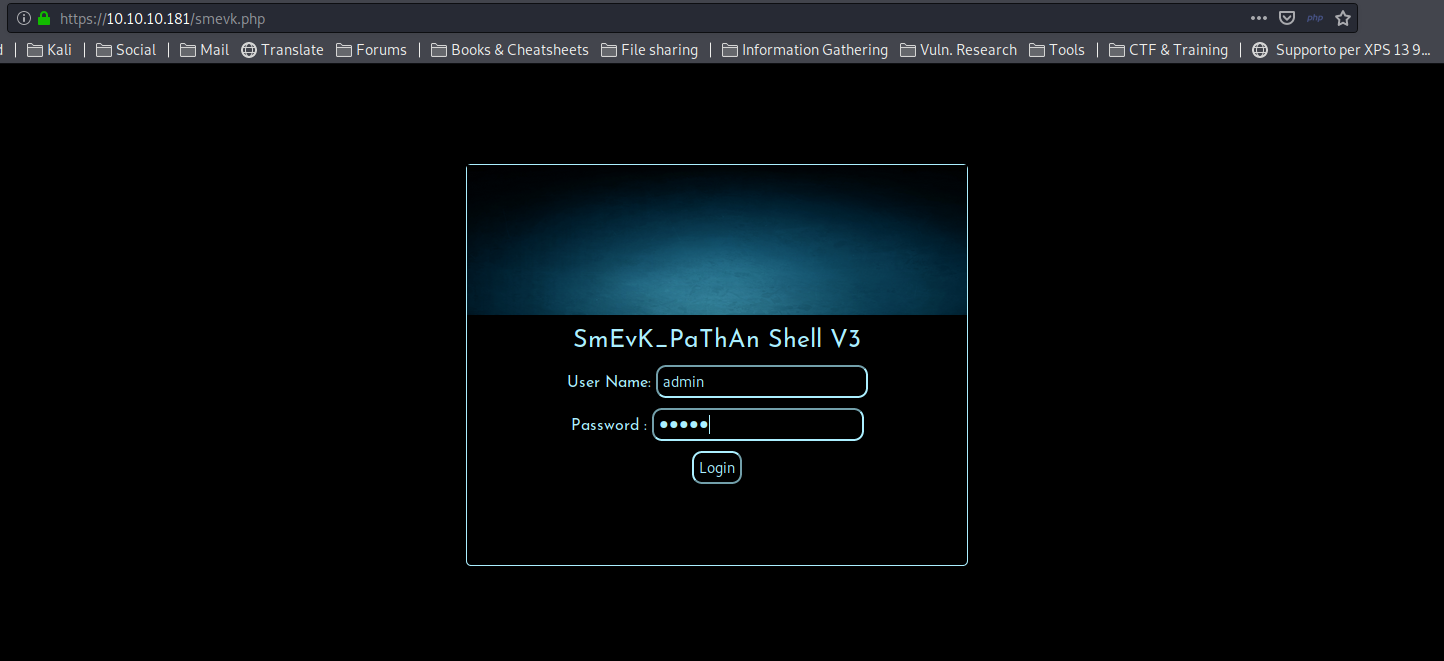 https://10.10.10.181/smevk.php
php
d Kali Social Mail Translate Forums Books & Cheatsheets File sharing Information Gathering Vuln. Research Tools CTF & Training Supporto per XPS 13 9...
SmEvK_PaThAn Shell V3
User Name: admin
Password : ●●●●●
Login